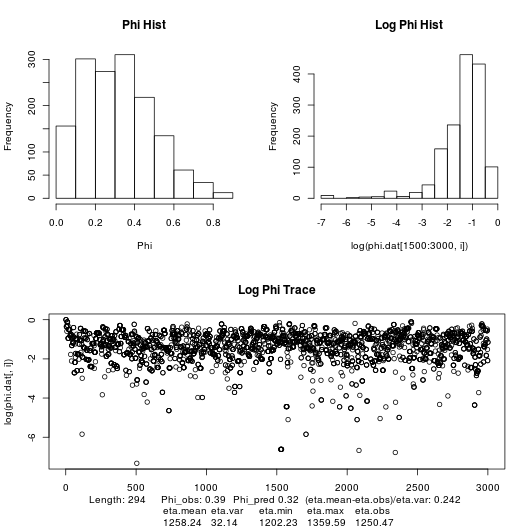 Phi Hist
Log Phi Hist
Frequency
0 50 100 200 300
0.0 0.2 0.4 0.6 0.8
Phi
Frequency
0 100 200 300 400
-7 -6 -5 -4 -3 -2 -1 0
log(phi.dat[1500:3000, i])
Log Phi Trace
log(phi.dat[, i])
0 -2 -4 -6
0 500 1000 1500 2000 2500 3000
Length: 294 Phi_obs: 0.39 Phi_pred 0.32 (eta.mean-eta.obs)/eta.var: 0.242
eta.mean eta.var eta.min eta.max eta.obs
1258.24 32.14 1202.23 1359.59 1250.47